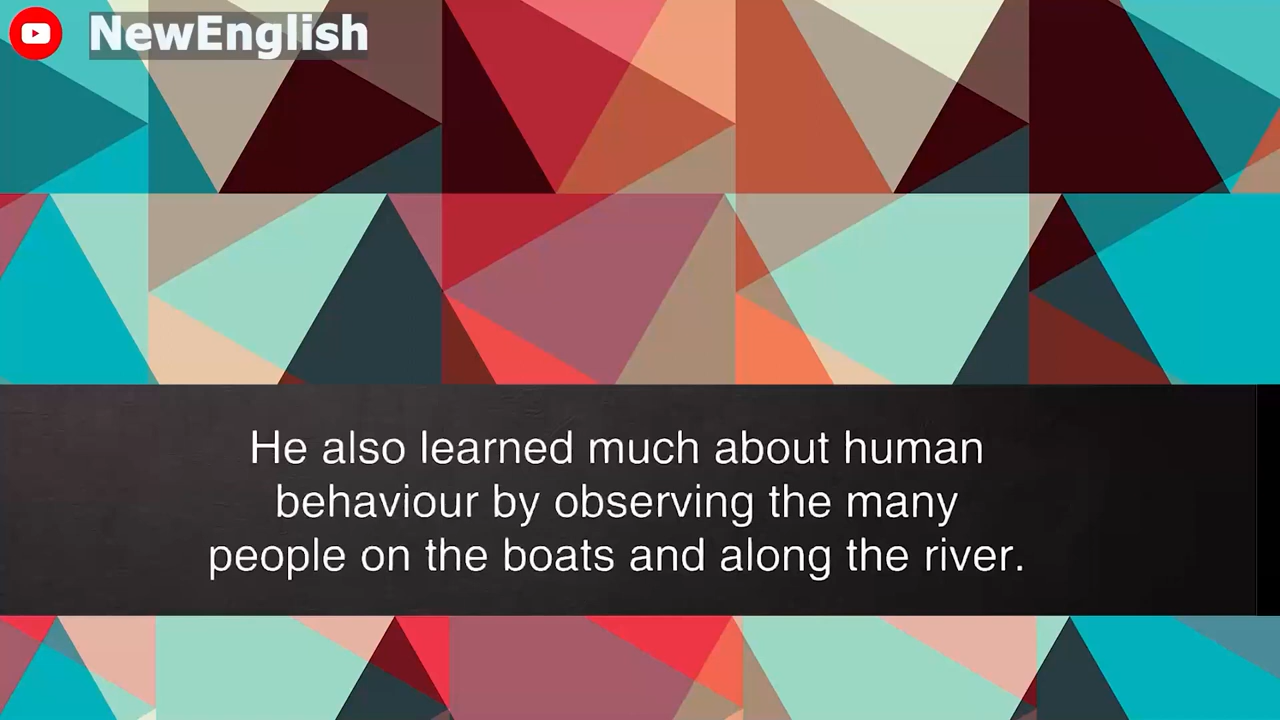 NewEnglish
He also learned much about human
behaviour by observing the many
people on the boats and along the river.